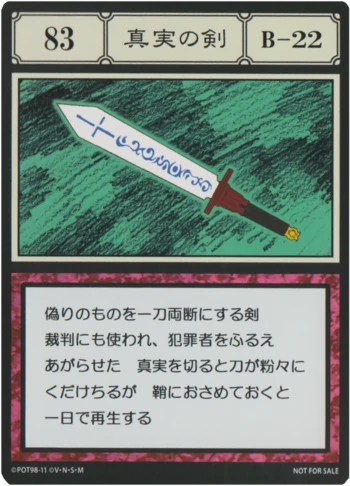 83
真実の剣
B-22
偽りのものを一刀両断にする剣
裁判にも使われ、犯罪者をふるえ
あがらせた　真実を切ると刀が粉々に
くだけちるが　鞘におさめておくと
一日で再生する
©POT98-11 ©V・N・S・M
NOT FOR SALE